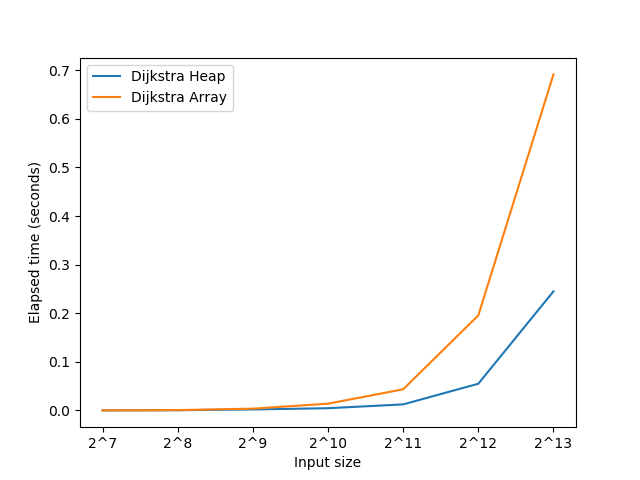 Dijkstra Heap
Dijkstra Array
0.7
0.6
0.5
0.4
0.3
0.2
0.1
0.0
Elapsed time (seconds)
2^7 2^8 2^9 2^10 2^11 2^12 2^13
Input size